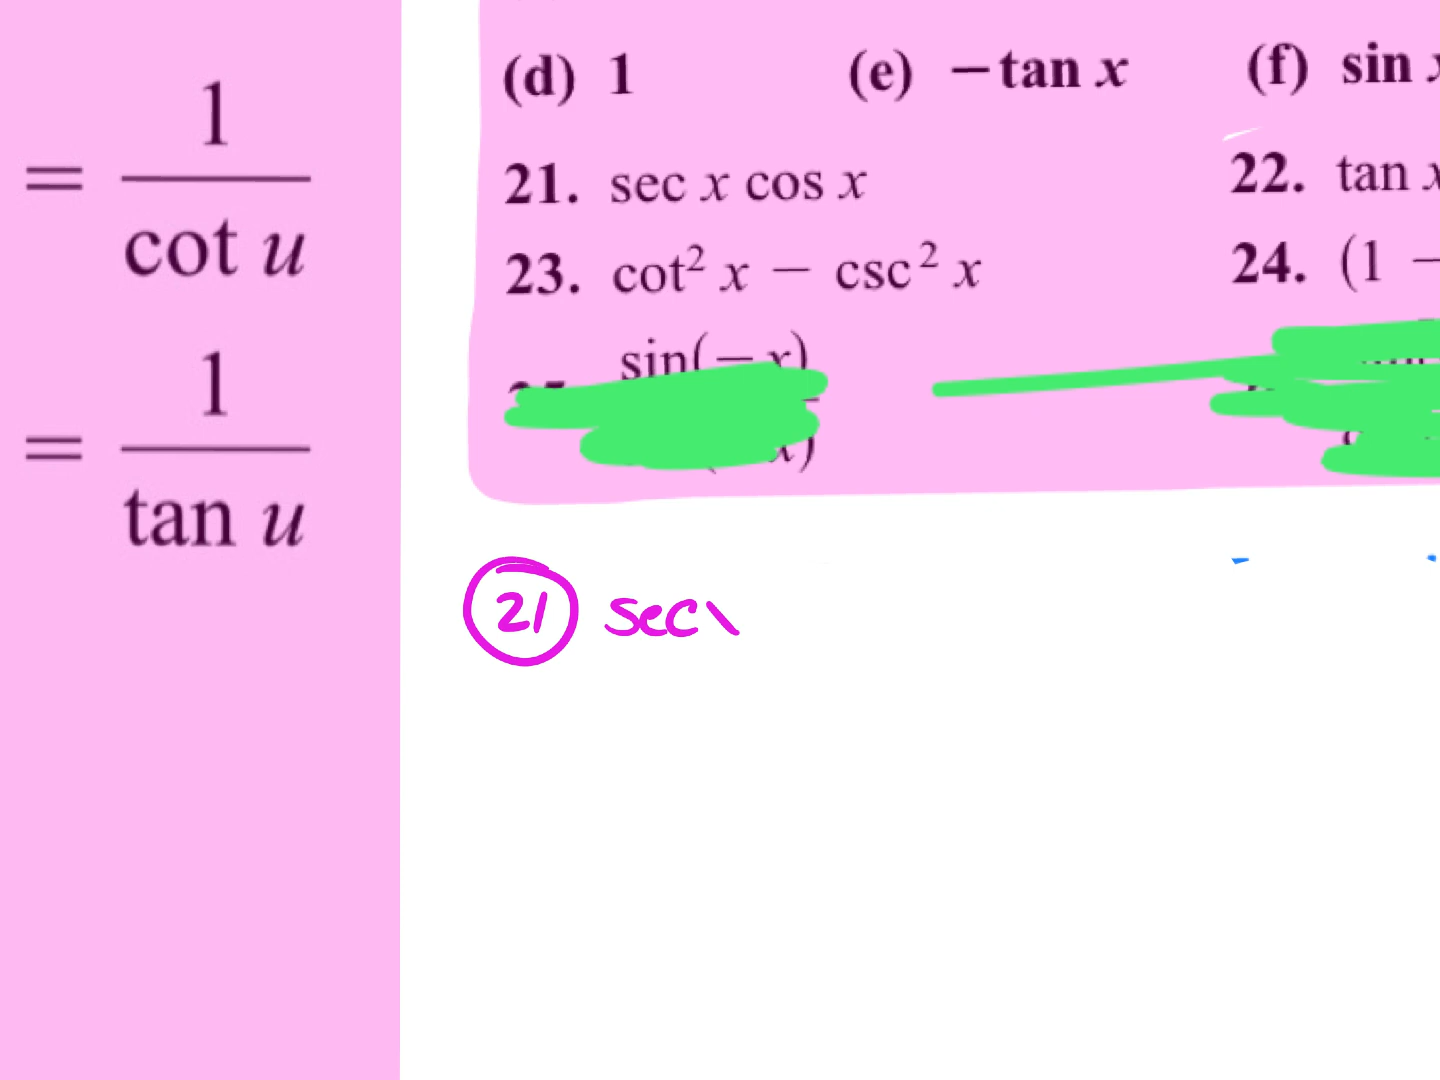 = 1 / cot u
= 1 / tan u
(d) 1 (e) −tan x (f) sin
21. sec x cos x 22. tan
23. cot² x − csc² x 24. (1 −
sin(−x)
21 sec